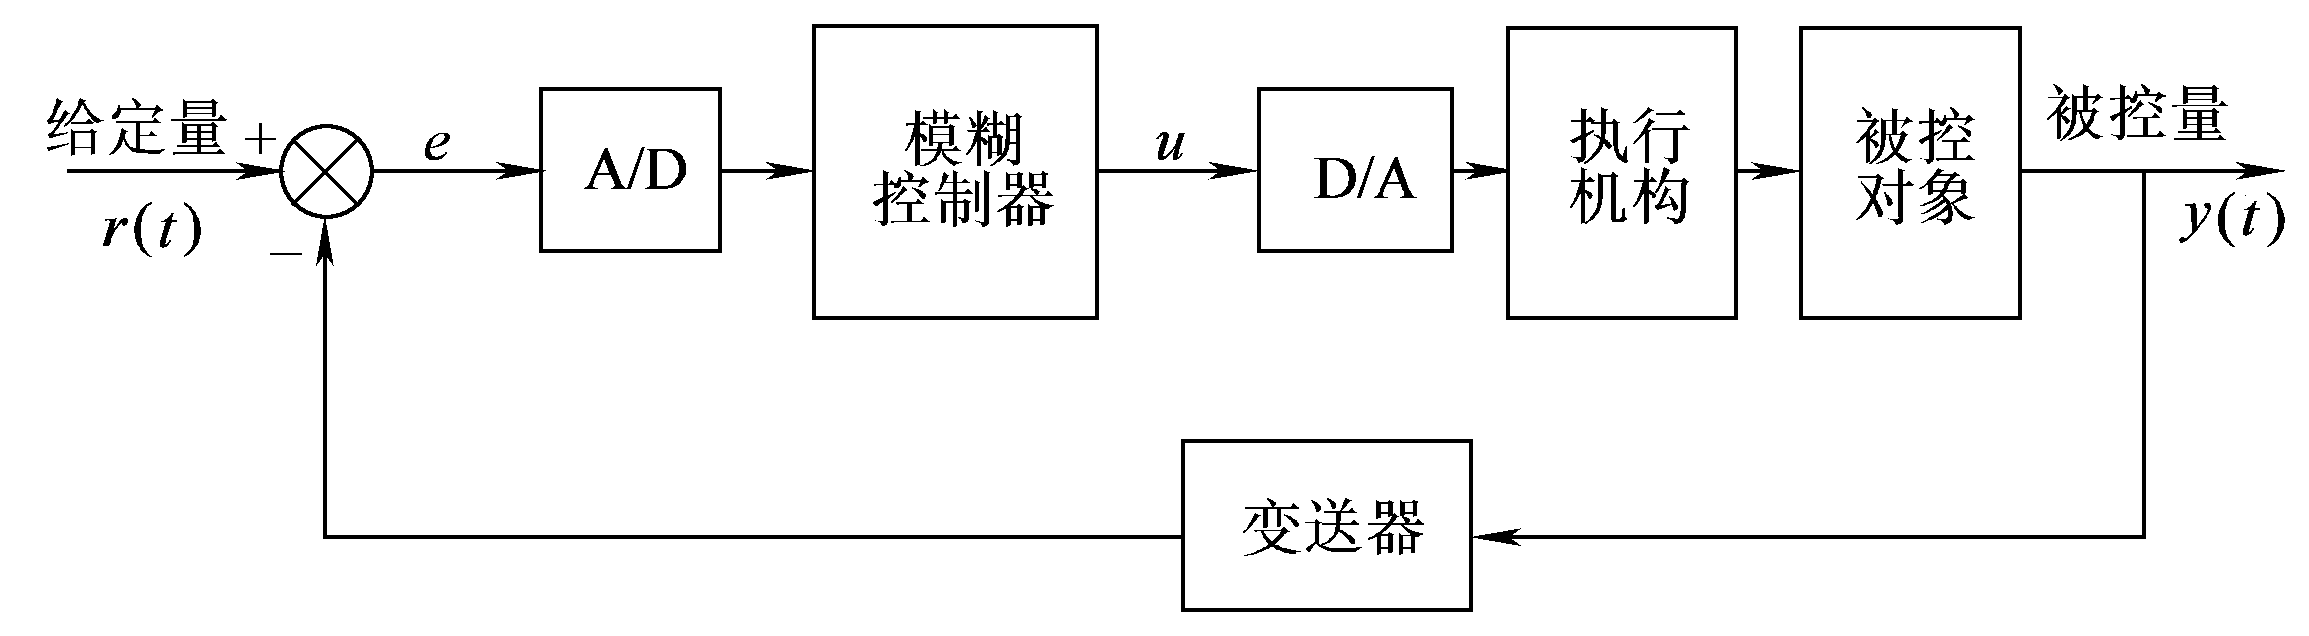 给定量
+
r(t)
−
e
A/D
模糊
控制器
u
D/A
执行
机构
被控
对象
被控量
y(t)
变送器